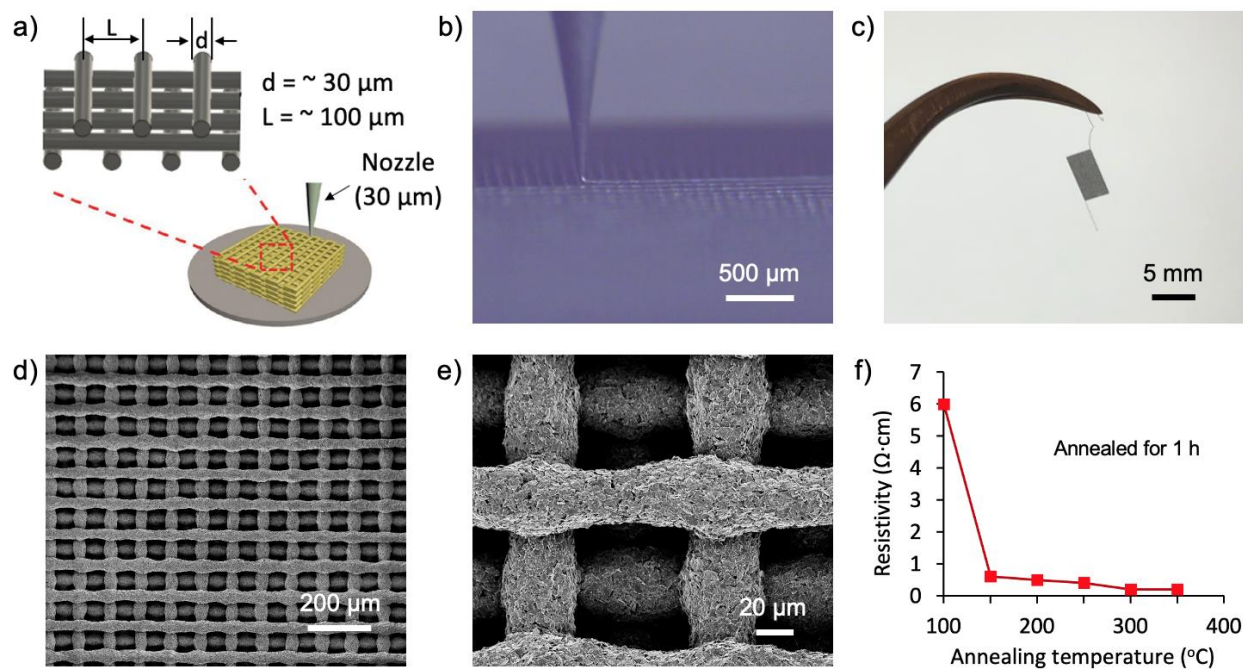 a)
L
d
d = ~ 30 µm
L = ~ 100 µm
Nozzle
(30 µm)
b)
500 µm
c)
5 mm
d)
200 µm
e)
20 µm
f)
7
6
5
4
3
2
1
0
Resistivity (Ω·cm)
Annealed for 1 h
100
200
300
400
Annealing temperature (°C)